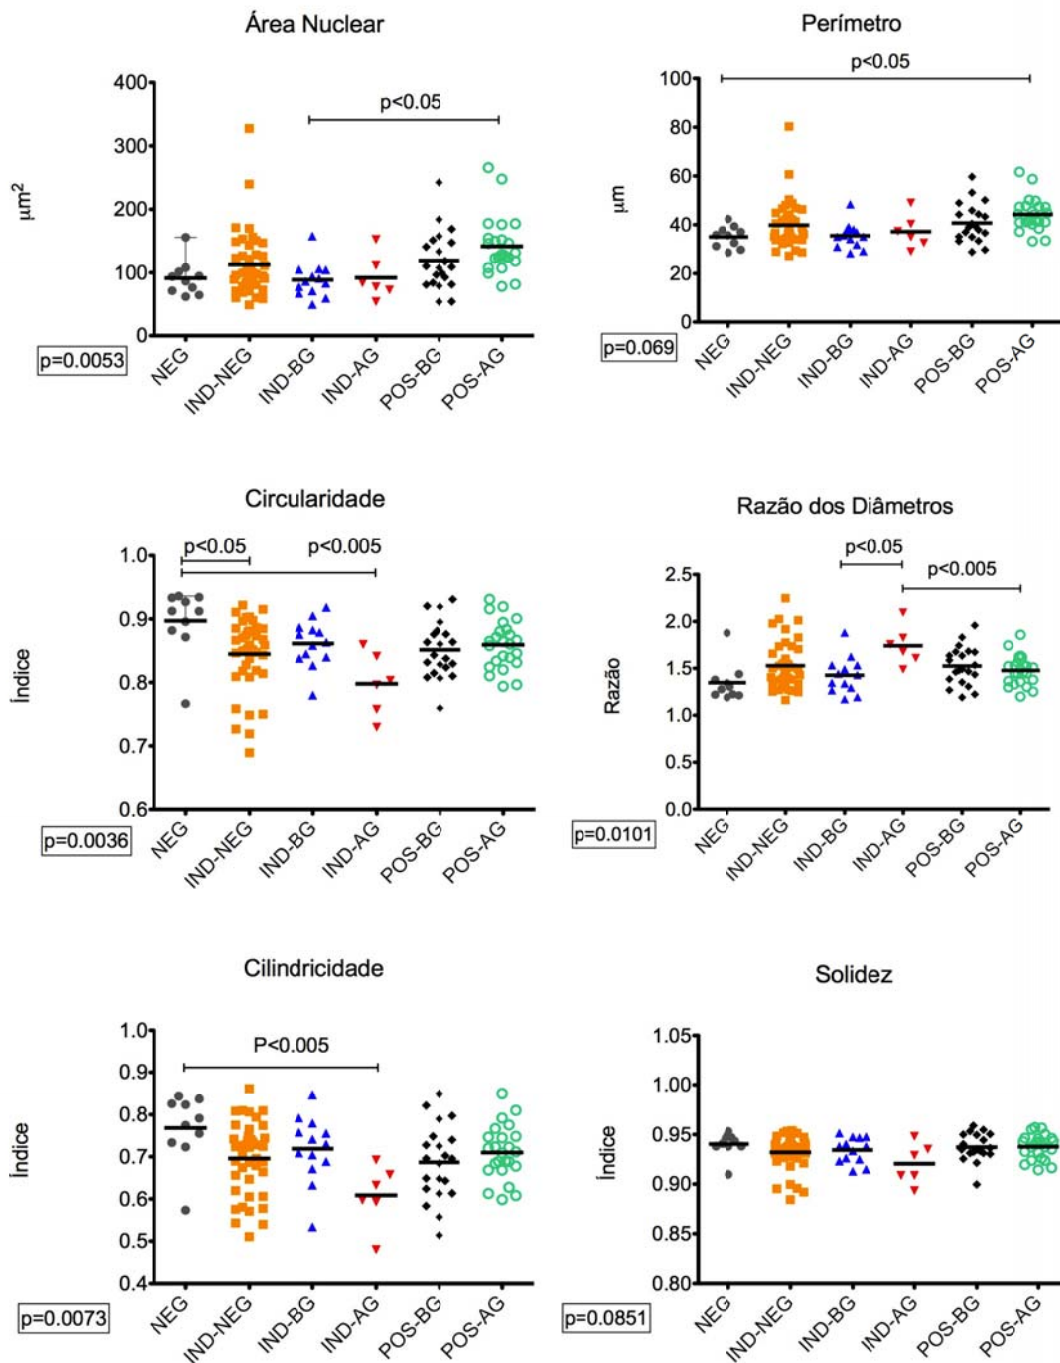 Área Nuclear
400
300
200
100
0
μm²
p<0.05
p=0.0053
NEG
IND-NEG
IND-BG
IND-AG
POS-BG
POS-AG
Perímetro
100
80
60
40
20
0
μm
p<0.05
p=0.069
NEG
IND-NEG
IND-BG
IND-AG
POS-BG
POS-AG
Circularidade
1.0
0.9
0.8
0.7
0.6
Índice
p<0.05
p<0.005
p=0.0036
NEG
IND-NEG
IND-BG
IND-AG
POS-BG
POS-AG
Razão dos Diâmetros
2.5
2.0
1.5
1.0
0.5
0.0
Razão
p<0.05
p<0.005
p=0.0101
NEG
IND-NEG
IND-BG
IND-AG
POS-BG
POS-AG
Cilindricidade
1.0
0.9
0.8
0.7
0.6
0.5
0.4
Índice
P<0.005
p=0.0073
NEG
IND-NEG
IND-BG
IND-AG
POS-BG
POS-AG
Solidez
1.05
1.00
0.95
0.90
0.85
0.80
Índice
p=0.0851
NEG
IND-NEG
IND-BG
IND-AG
POS-BG
POS-AG